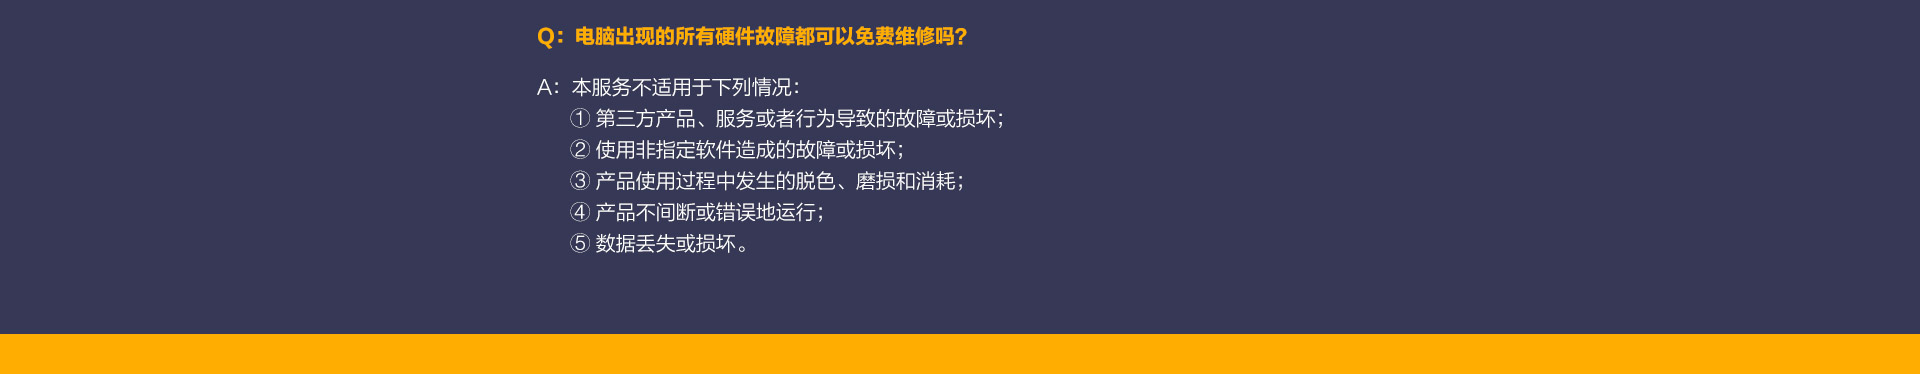 Q：电脑出现的所有硬件故障都可以免费维修吗？
A：本服务不适用于下列情况：
① 第三方产品、服务或者行为导致的故障或损坏；
② 使用非指定软件造成的故障或损坏；
③ 产品使用过程中发生的脱色、磨损和消耗；
④ 产品不间断或错误地运行；
⑤ 数据丢失或损坏。